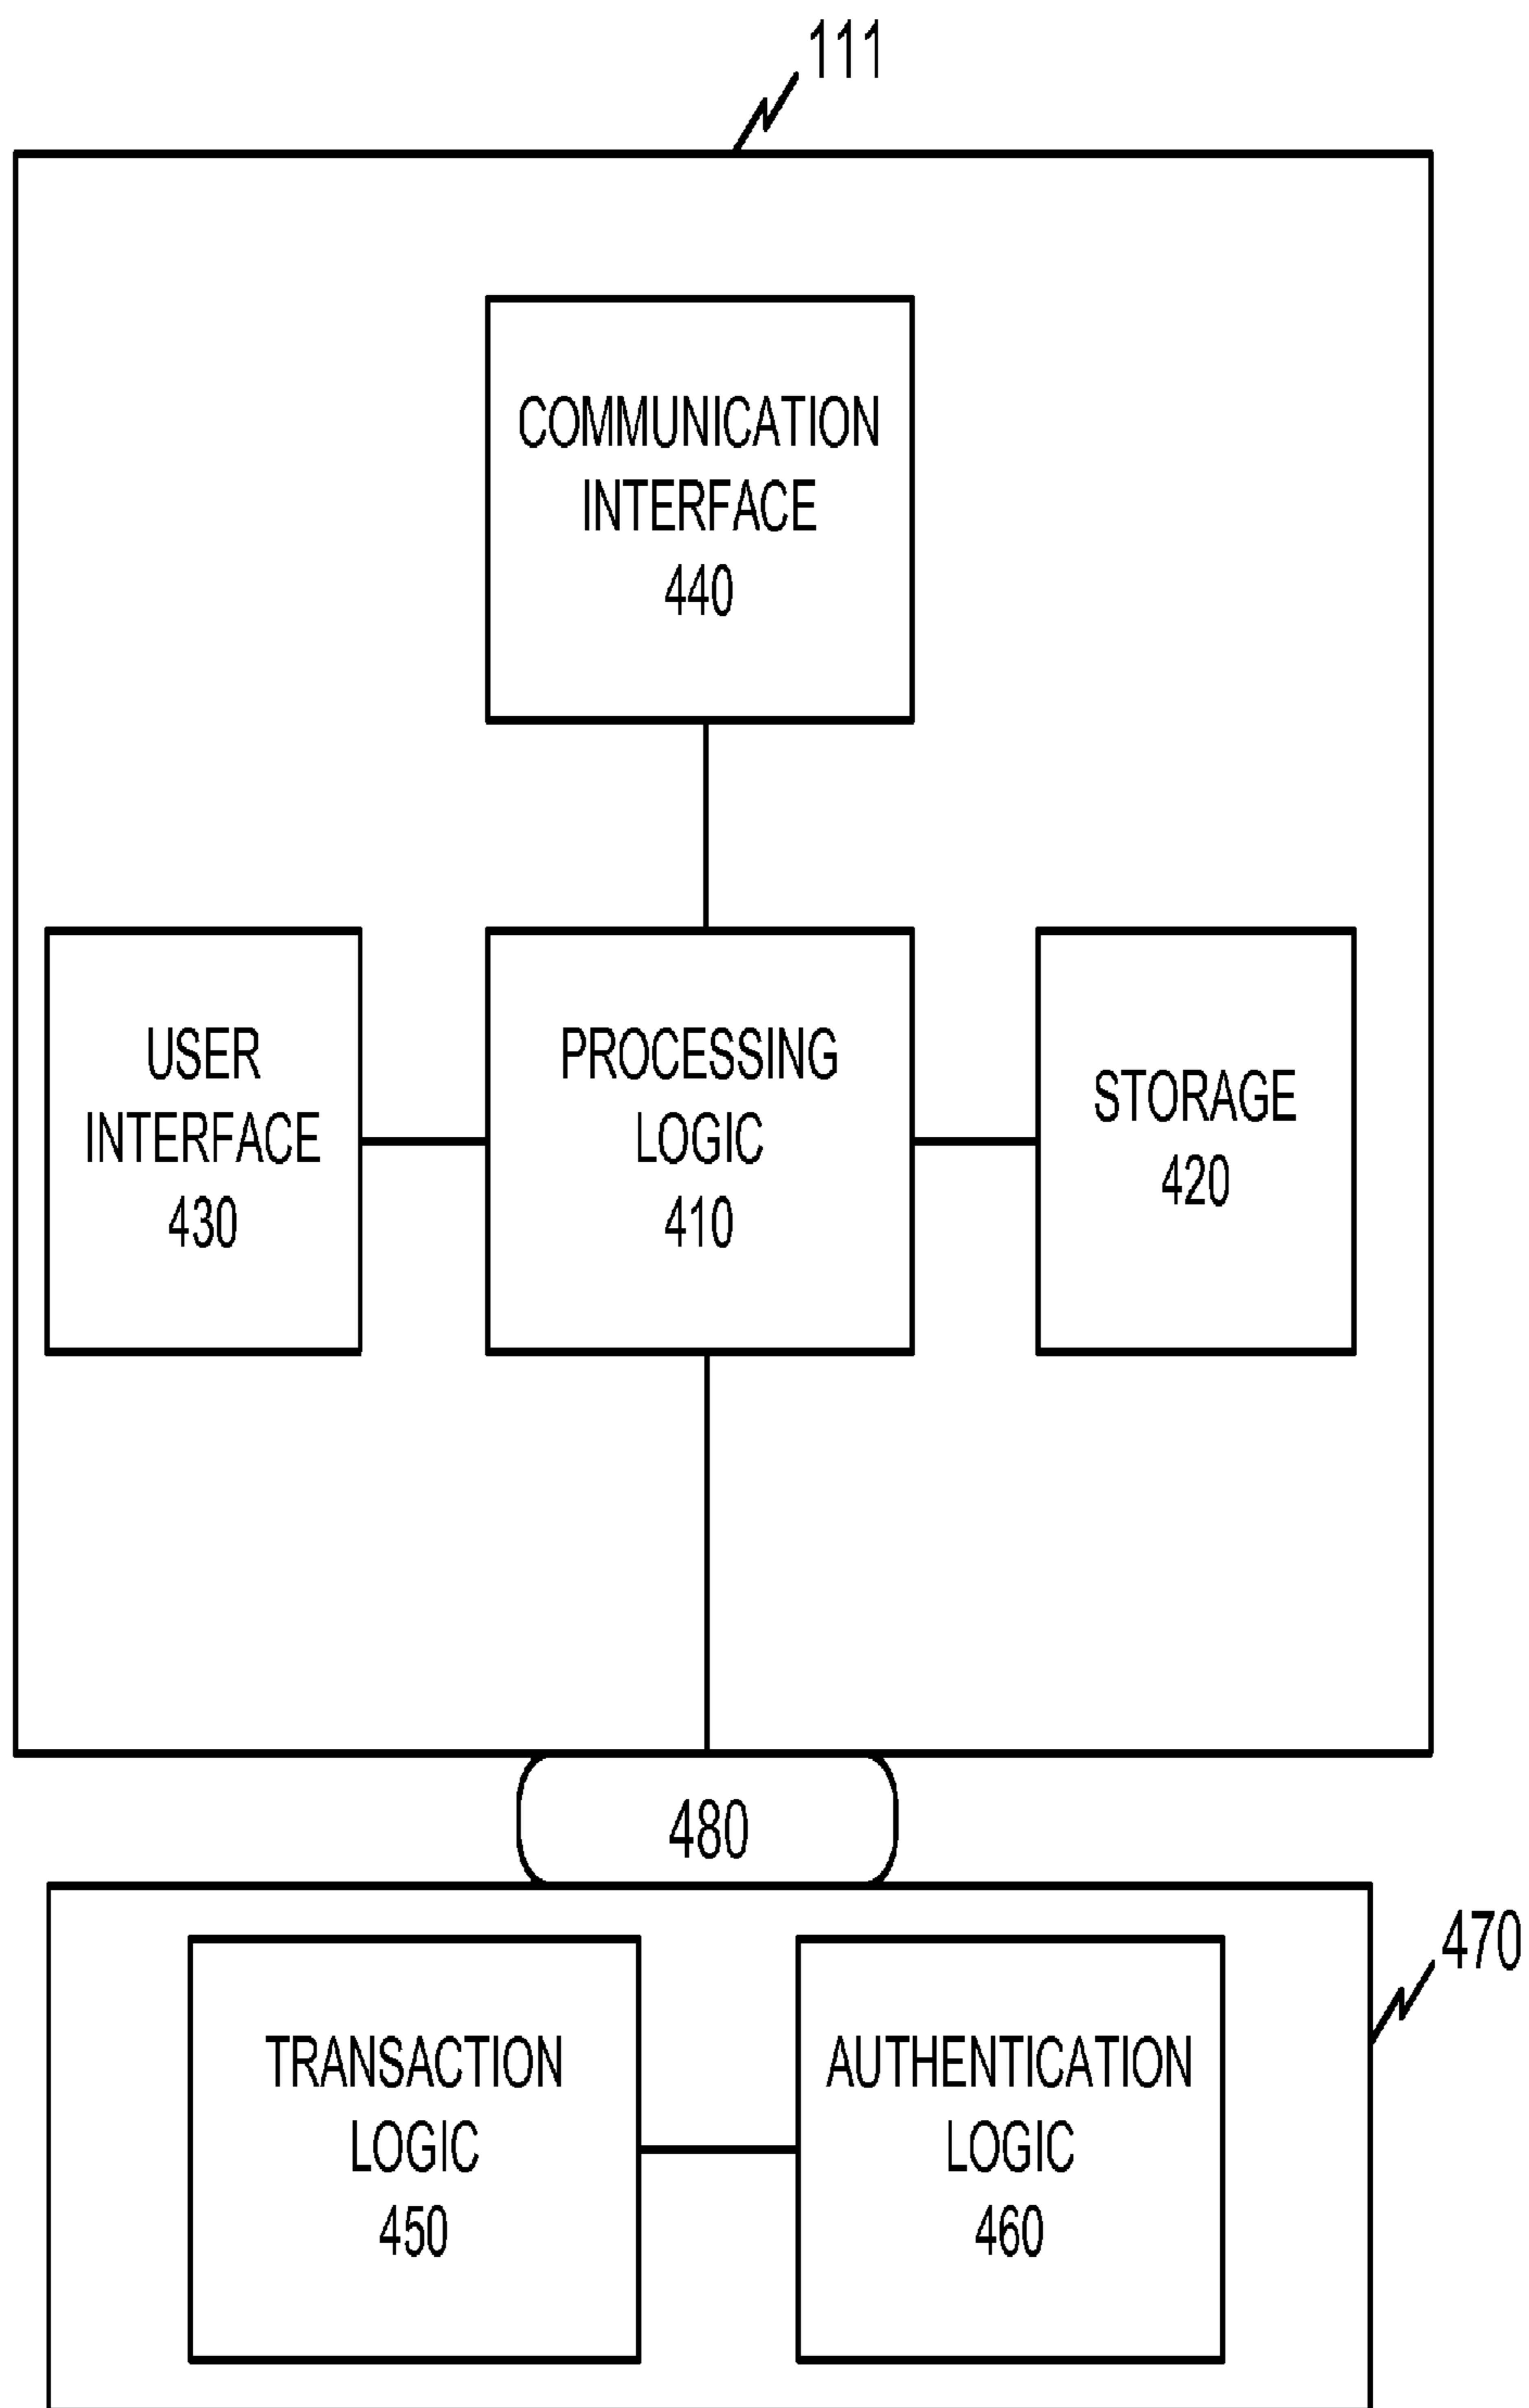 111
COMMUNICATION
INTERFACE
440
USER
INTERFACE
430
PROCESSING
LOGIC
410
STORAGE
420
480
470
TRANSACTION
LOGIC
450
AUTHENTICATION
LOGIC
460